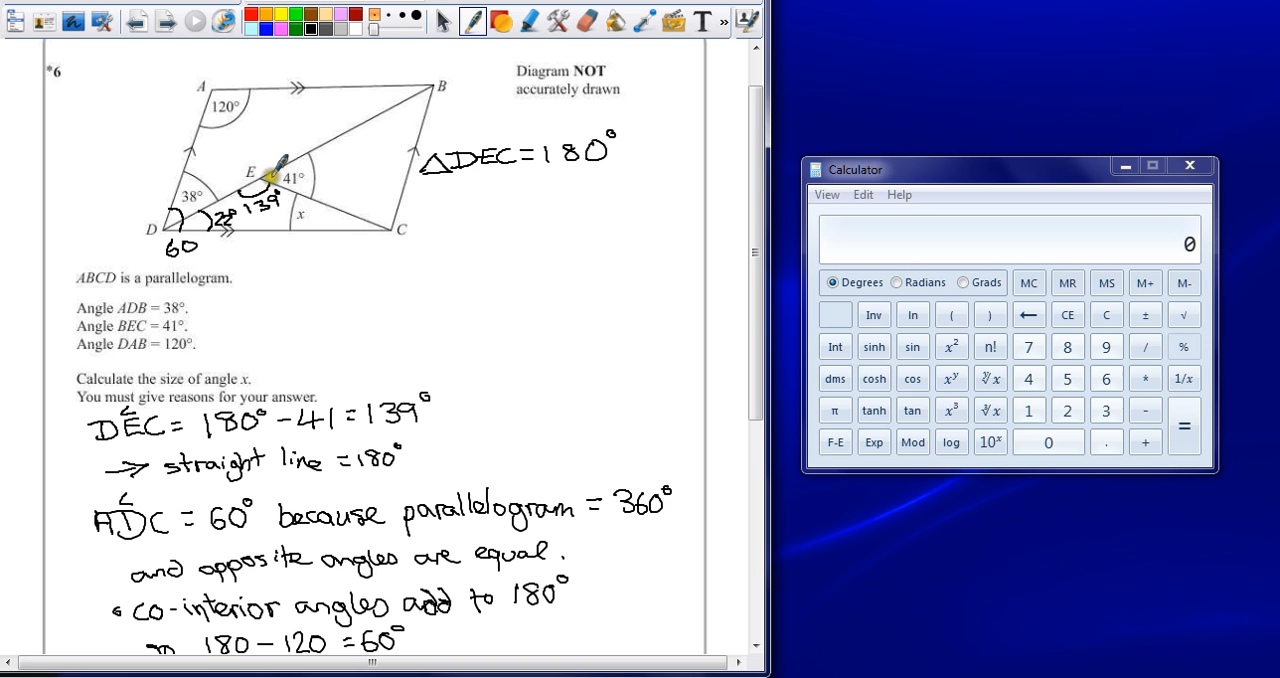 *6
Diagram NOT
accurately drawn
A
B
120°
ΔDEC = 180°
E
41°
38°
22°
139°
x
D
C
60
ABCD is a parallelogram.
Angle ADB = 38°.
Angle BEC = 41°.
Angle DAB = 120°.
Calculate the size of angle x.
You must give reasons for your answer.
DEC = 180° - 41 = 139°
→ straight line = 180°
ADC = 60° because parallelogram = 360°
and opposite angles are equal.
• co-interior angles add to 180°
180 - 120 = 60°
T
»
Calculator
View Edit Help
0
Degrees Radians Grads MC MR MS M+ M-
Inv ln ( ) ← CE C ± √
Int sinh sin x² n! 7 8 9 / %
dms cosh cos xʸ ʸ√x 4 5 6 * 1/x
π tanh tan x³ ³√x 1 2 3 - =
F-E Exp Mod log 10ˣ 0 . +